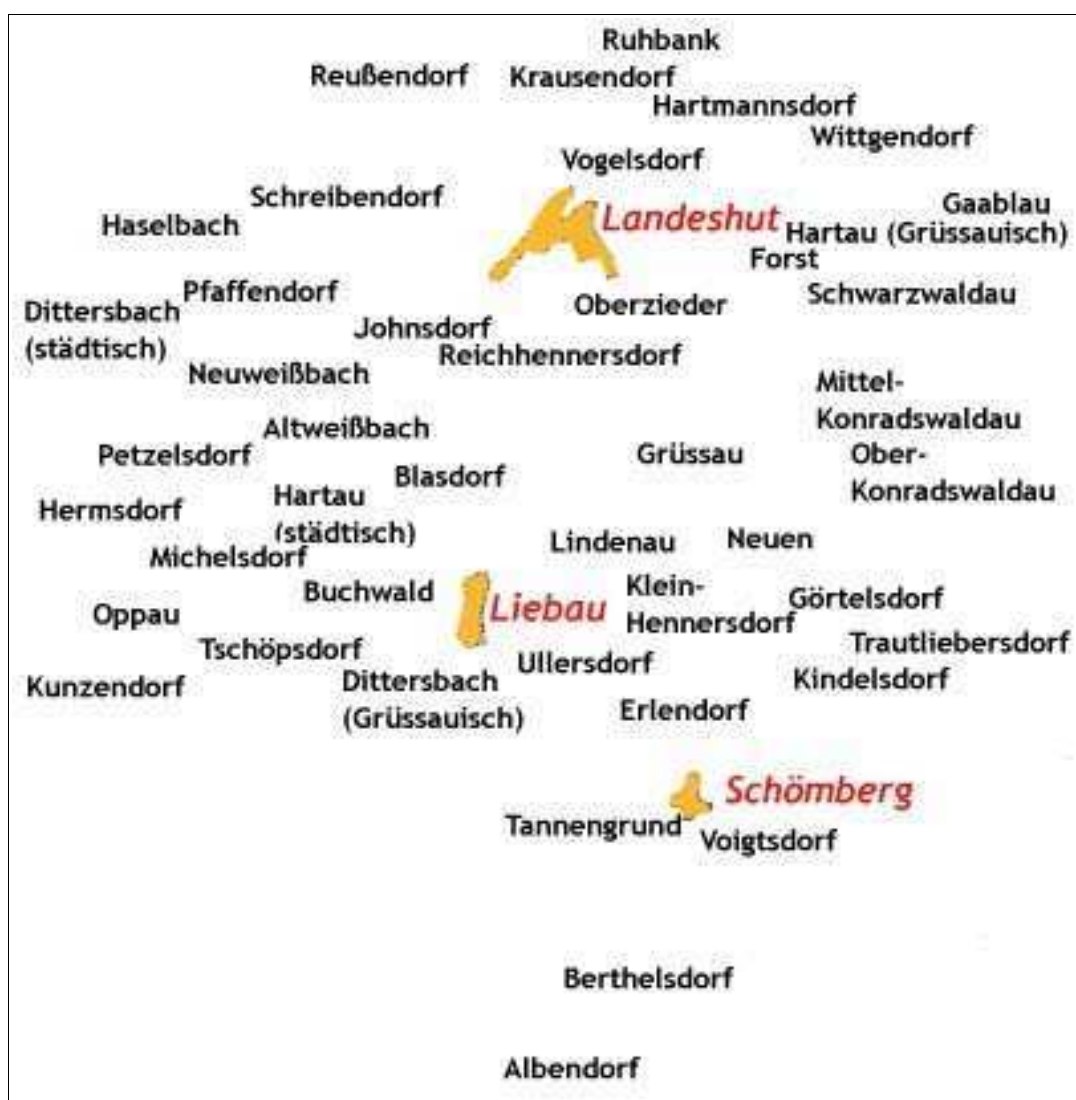 Ruhbank
Reußendorf
Krausendorf
Hartmannsdorf
Wittgendorf
Vogelsdorf
Schreibendorf
Haselbach
Landeshut
Gaablau
Hartau (Grüssauisch)
Forst
Pfaffendorf
Schwarzwaldau
Dittersbach
(städtisch)
Oberzieder
Johnsdorf
Reichhennersdorf
Neuweißbach
Mittel-
Konradswaldau
Altweißbach
Petzelsdorf
Grüssau
Ober-
Konradswaldau
Blasdorf
Hartau
(städtisch)
Hermsdorf
Lindenau
Neuen
Michelsdorf
Buchwald
Liebau
Klein-
Hennersdorf
Görtelsdorf
Oppau
Trautliebersdorf
Tschöpsdorf
Ullersdorf
Kunzendorf
Dittersbach
(Grüssauisch)
Kindelsdorf
Erlendorf
Schömberg
Tannengrund
Voigtsdorf
Berthelsdorf
Albendorf